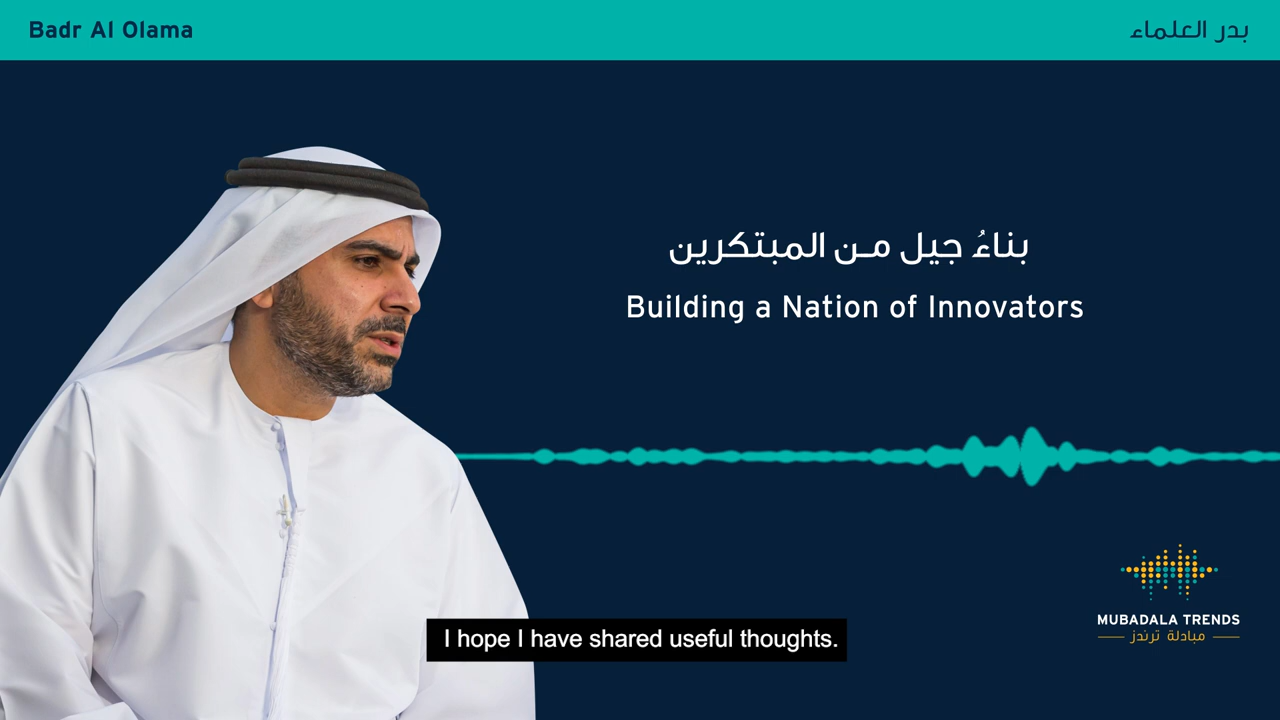 Badr Al Olama
بدر العلماء
بناءُ جيل مـن المبتكرين
Building a Nation of Innovators
MUBADALA TRENDS
مبادلة ترندز
I hope I have shared useful thoughts.